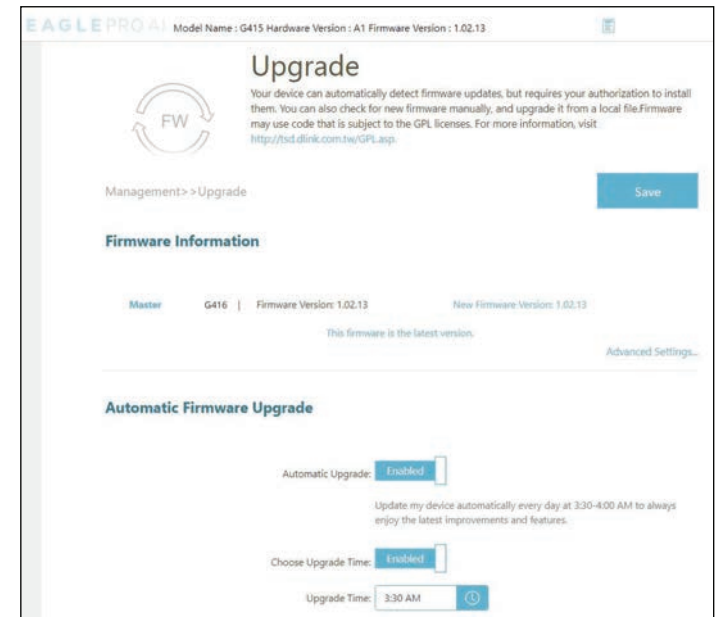 EAGLE PRO AI Model Name : G415 Hardware Version : A1 Firmware Version : 1.02.13
Upgrade
Your device can automatically detect firmware updates, but requires your authorization to install
them. You can also check for new firmware manually, and upgrade it from a local file.Firmware
may use code that is subject to the GPL licenses. For more information, visit
http://tsd.dlink.com.tw/GPL.asp.
FW
Management>>Upgrade
Save
Firmware Information
Master G416 | Firmware Version: 1.02.13 New Firmware Version: 1.02.13
This firmware is the latest version.
Advanced Settings...
Automatic Firmware Upgrade
Automatic Upgrade: Enabled
Update my device automatically every day at 3:30-4:00 AM to always
enjoy the latest improvements and features.
Choose Upgrade Time: Enabled
Upgrade Time: 3:30 AM